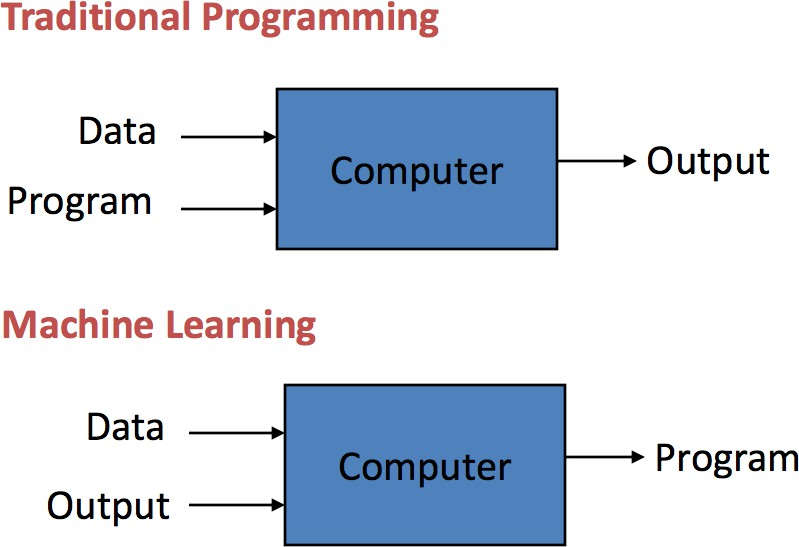 Traditional Programming
Data
Program
Computer
Output
Machine Learning
Data
Output
Computer
Program